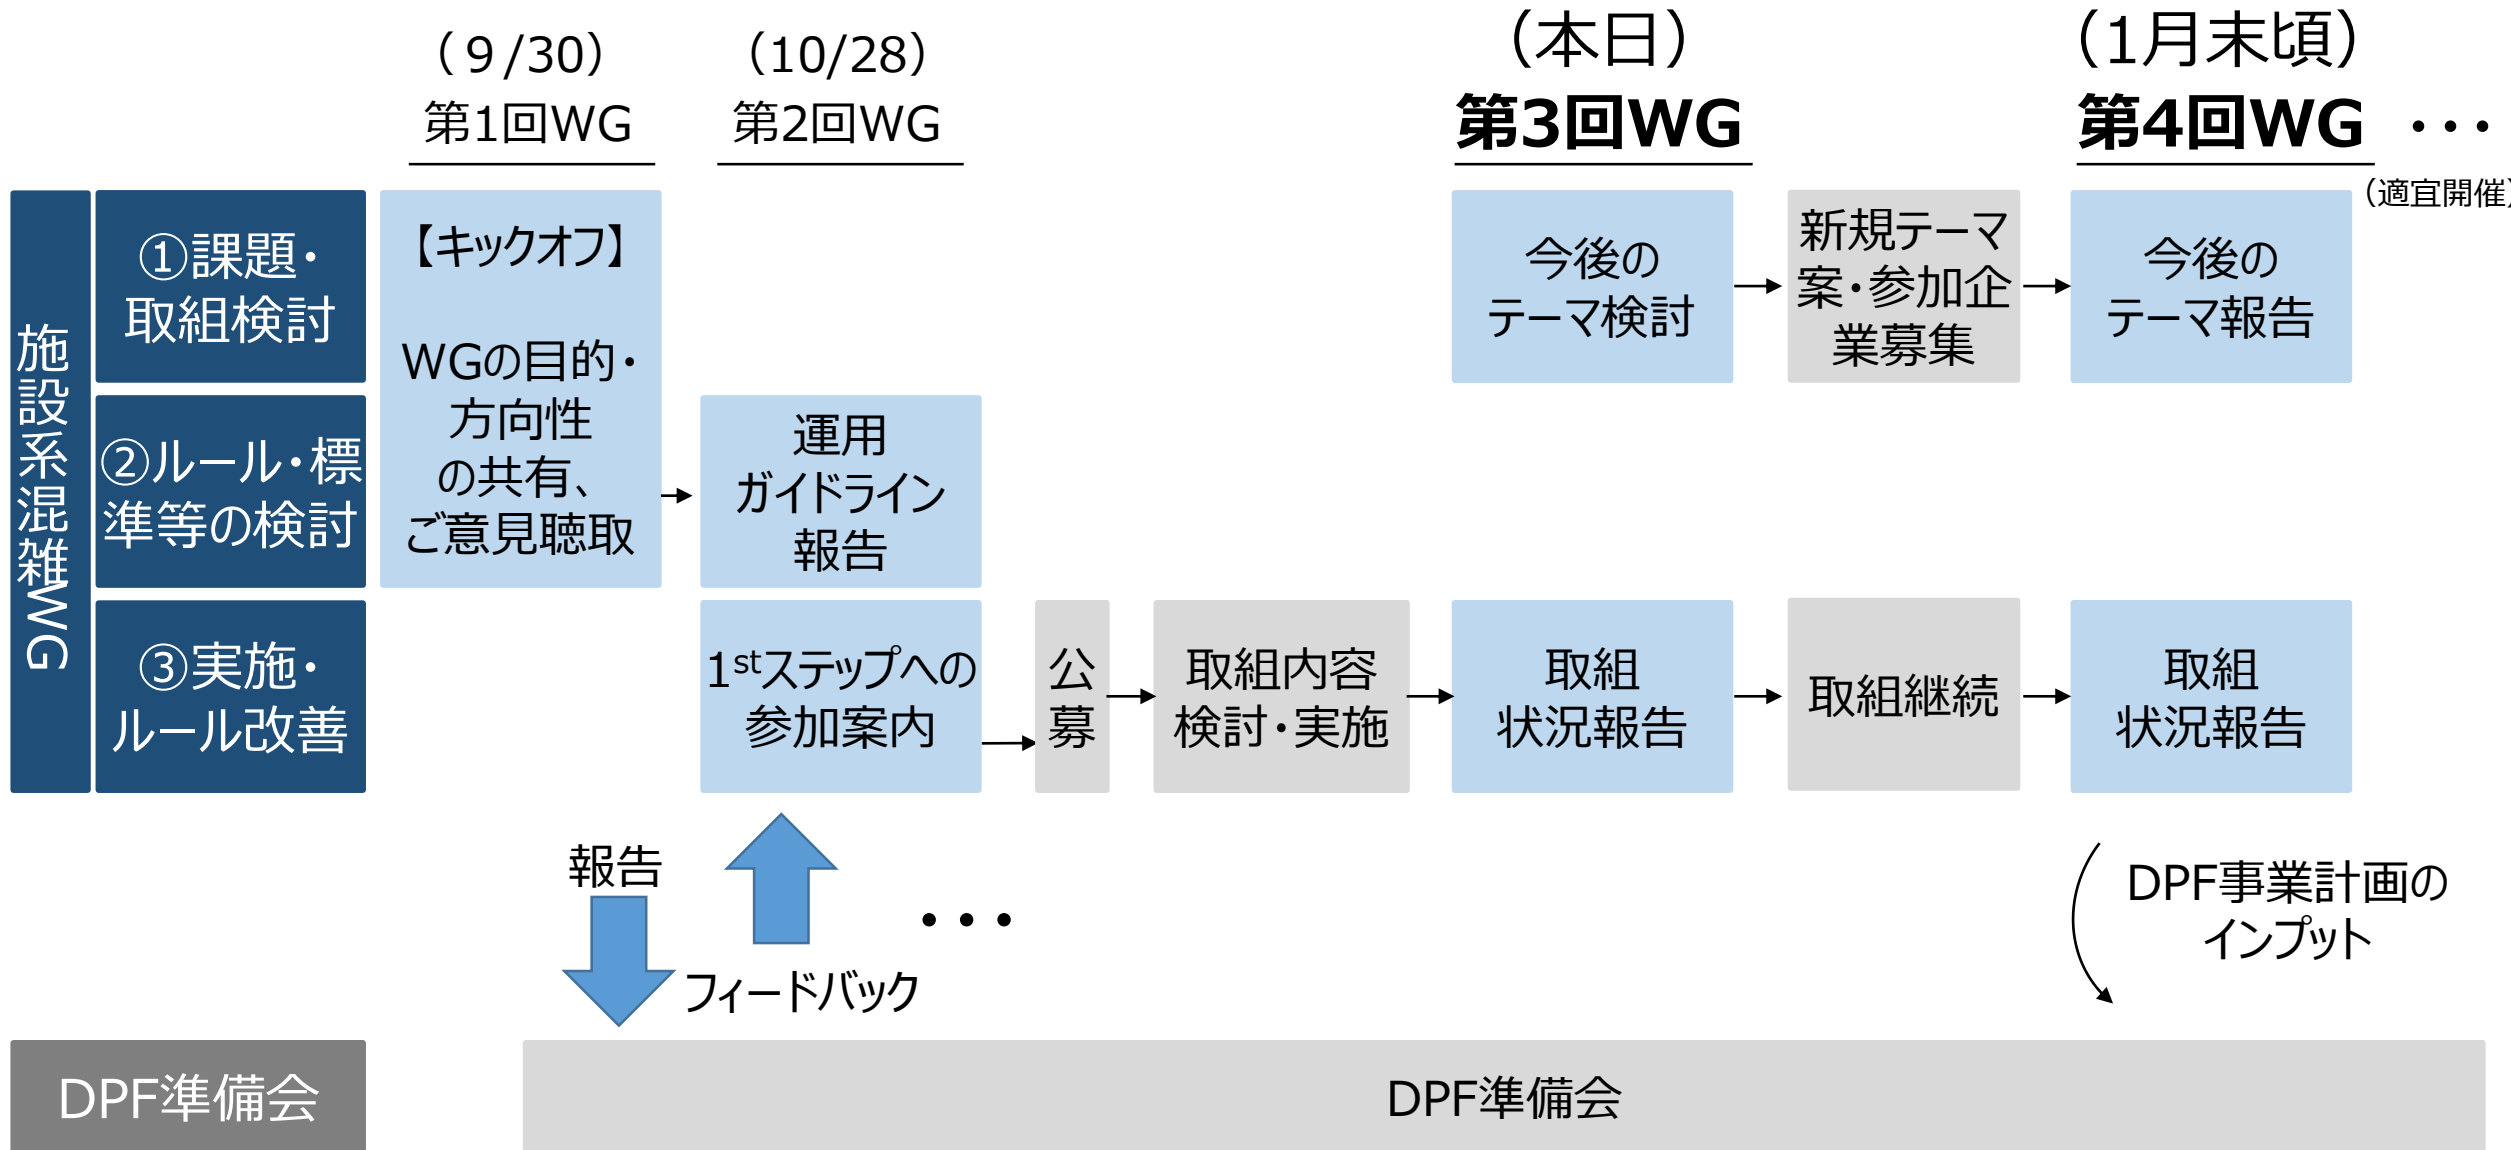 （９/30）
第1回WG
（10/28）
第2回WG
（本日）
第3回WG
（1月末頃）
第4回WG ・・・
（適宜開催）
施設系混雑WG
①課題・
取組検討
②ルール・標
準等の検討
③実施・
ルール改善
【キックオフ】
WGの目的・
方向性
の共有、
ご意見聴取
運用
ガイドライン
報告
今後の
テーマ検討
新規テーマ
案・参加企
業募集
今後の
テーマ報告
1stステップへの
参加案内
公
募
取組内容
検討・実施
取組
状況報告
取組継続
取組
状況報告
報告
フィードバック
・・・
DPF事業計画の
インプット
DPF準備会
DPF準備会